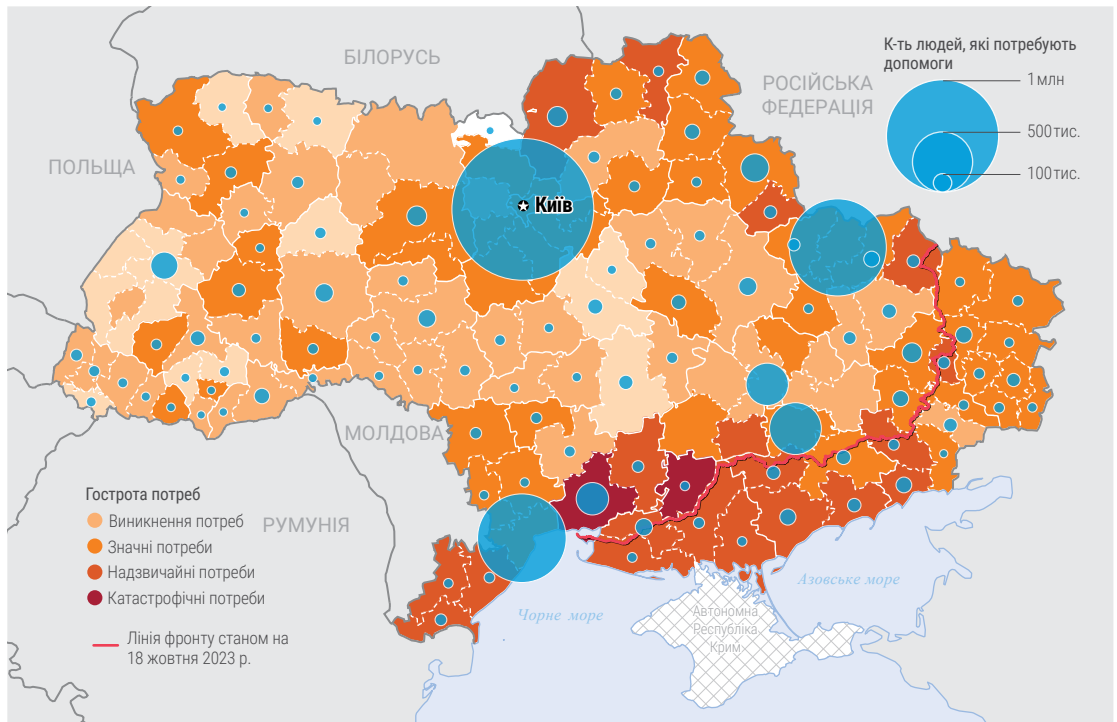 БІЛОРУСЬ
РОСІЙСЬКА
ФЕДЕРАЦІЯ
К-ть людей, які потребують
допомоги
1 млн
500 тис.
100 тис.
ПОЛЬЩА
Київ
МОЛДОВА
РУМУНІЯ
Гострота потреб
Виникнення потреб
Значні потреби
Надзвичайні потреби
Катастрофічні потреби
Лінія фронту станом на
18 жовтня 2023 р.
Чорне море
Азовське море
Автономна
Республіка
Крим